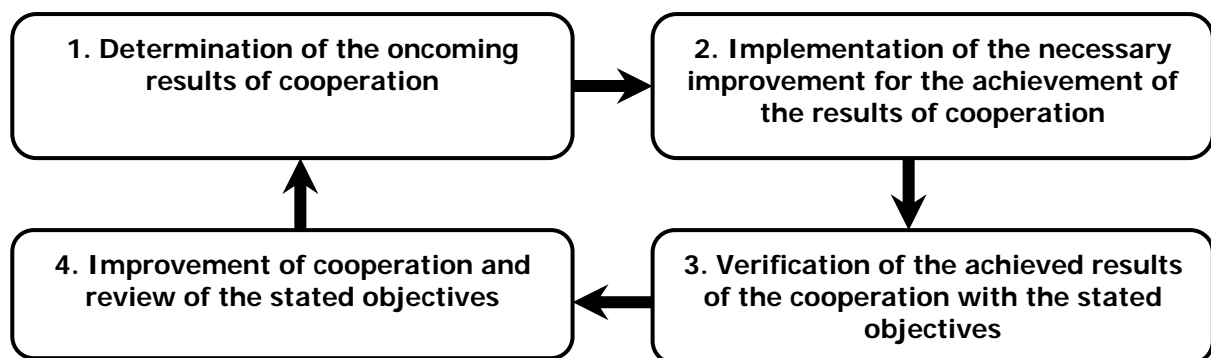 1. Determination of the oncoming
results of cooperation
2. Implementation of the necessary
improvement for the achievement of
the results of cooperation
3. Verification of the achieved results
of the cooperation with the stated
objectives
4. Improvement of cooperation and
review of the stated objectives